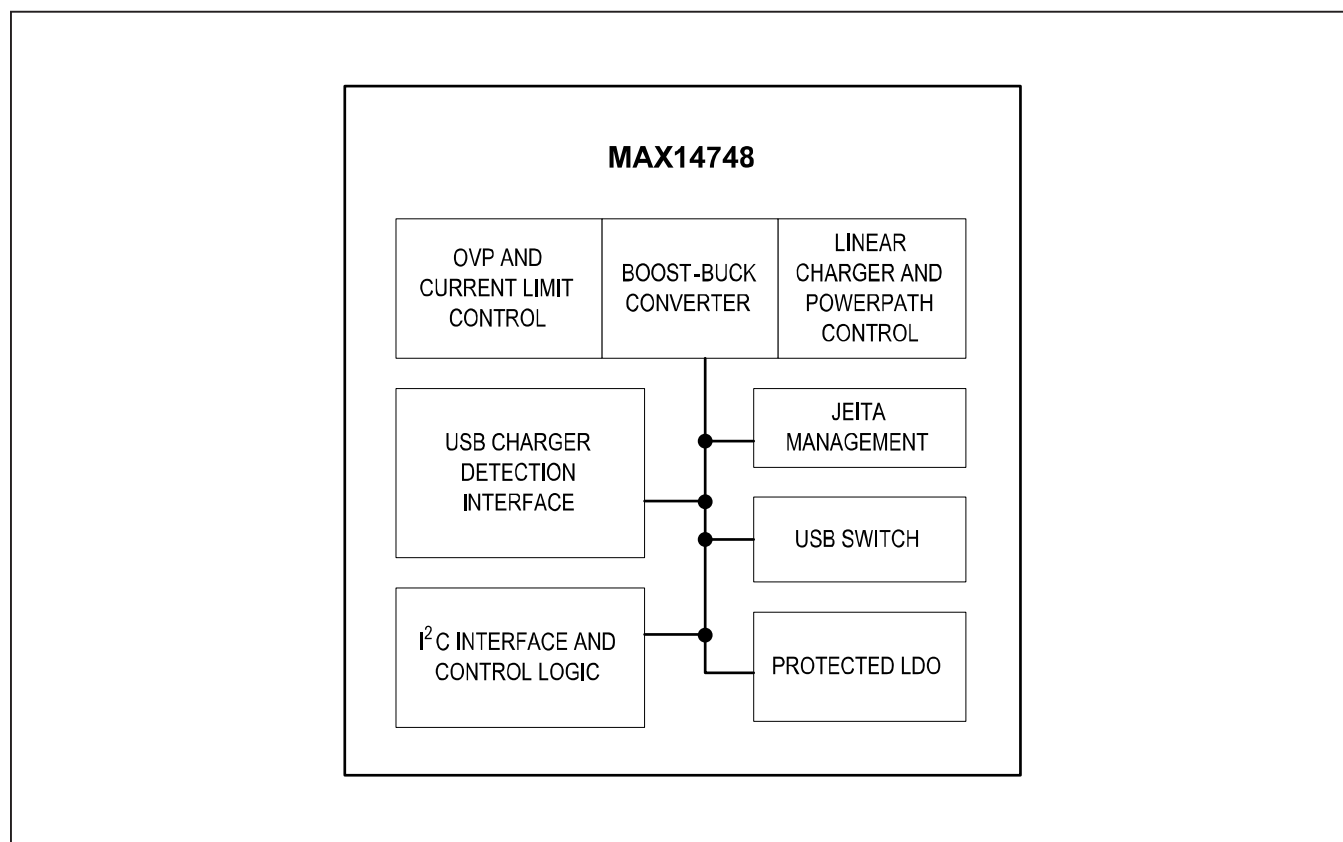 MAX14748
OVP AND
CURRENT LIMIT
CONTROL
BOOST-BUCK
CONVERTER
LINEAR
CHARGER AND
POWERPATH
CONTROL
USB CHARGER
DETECTION
INTERFACE
JEITA
MANAGEMENT
USB SWITCH
I²C INTERFACE AND
CONTROL LOGIC
PROTECTED LDO